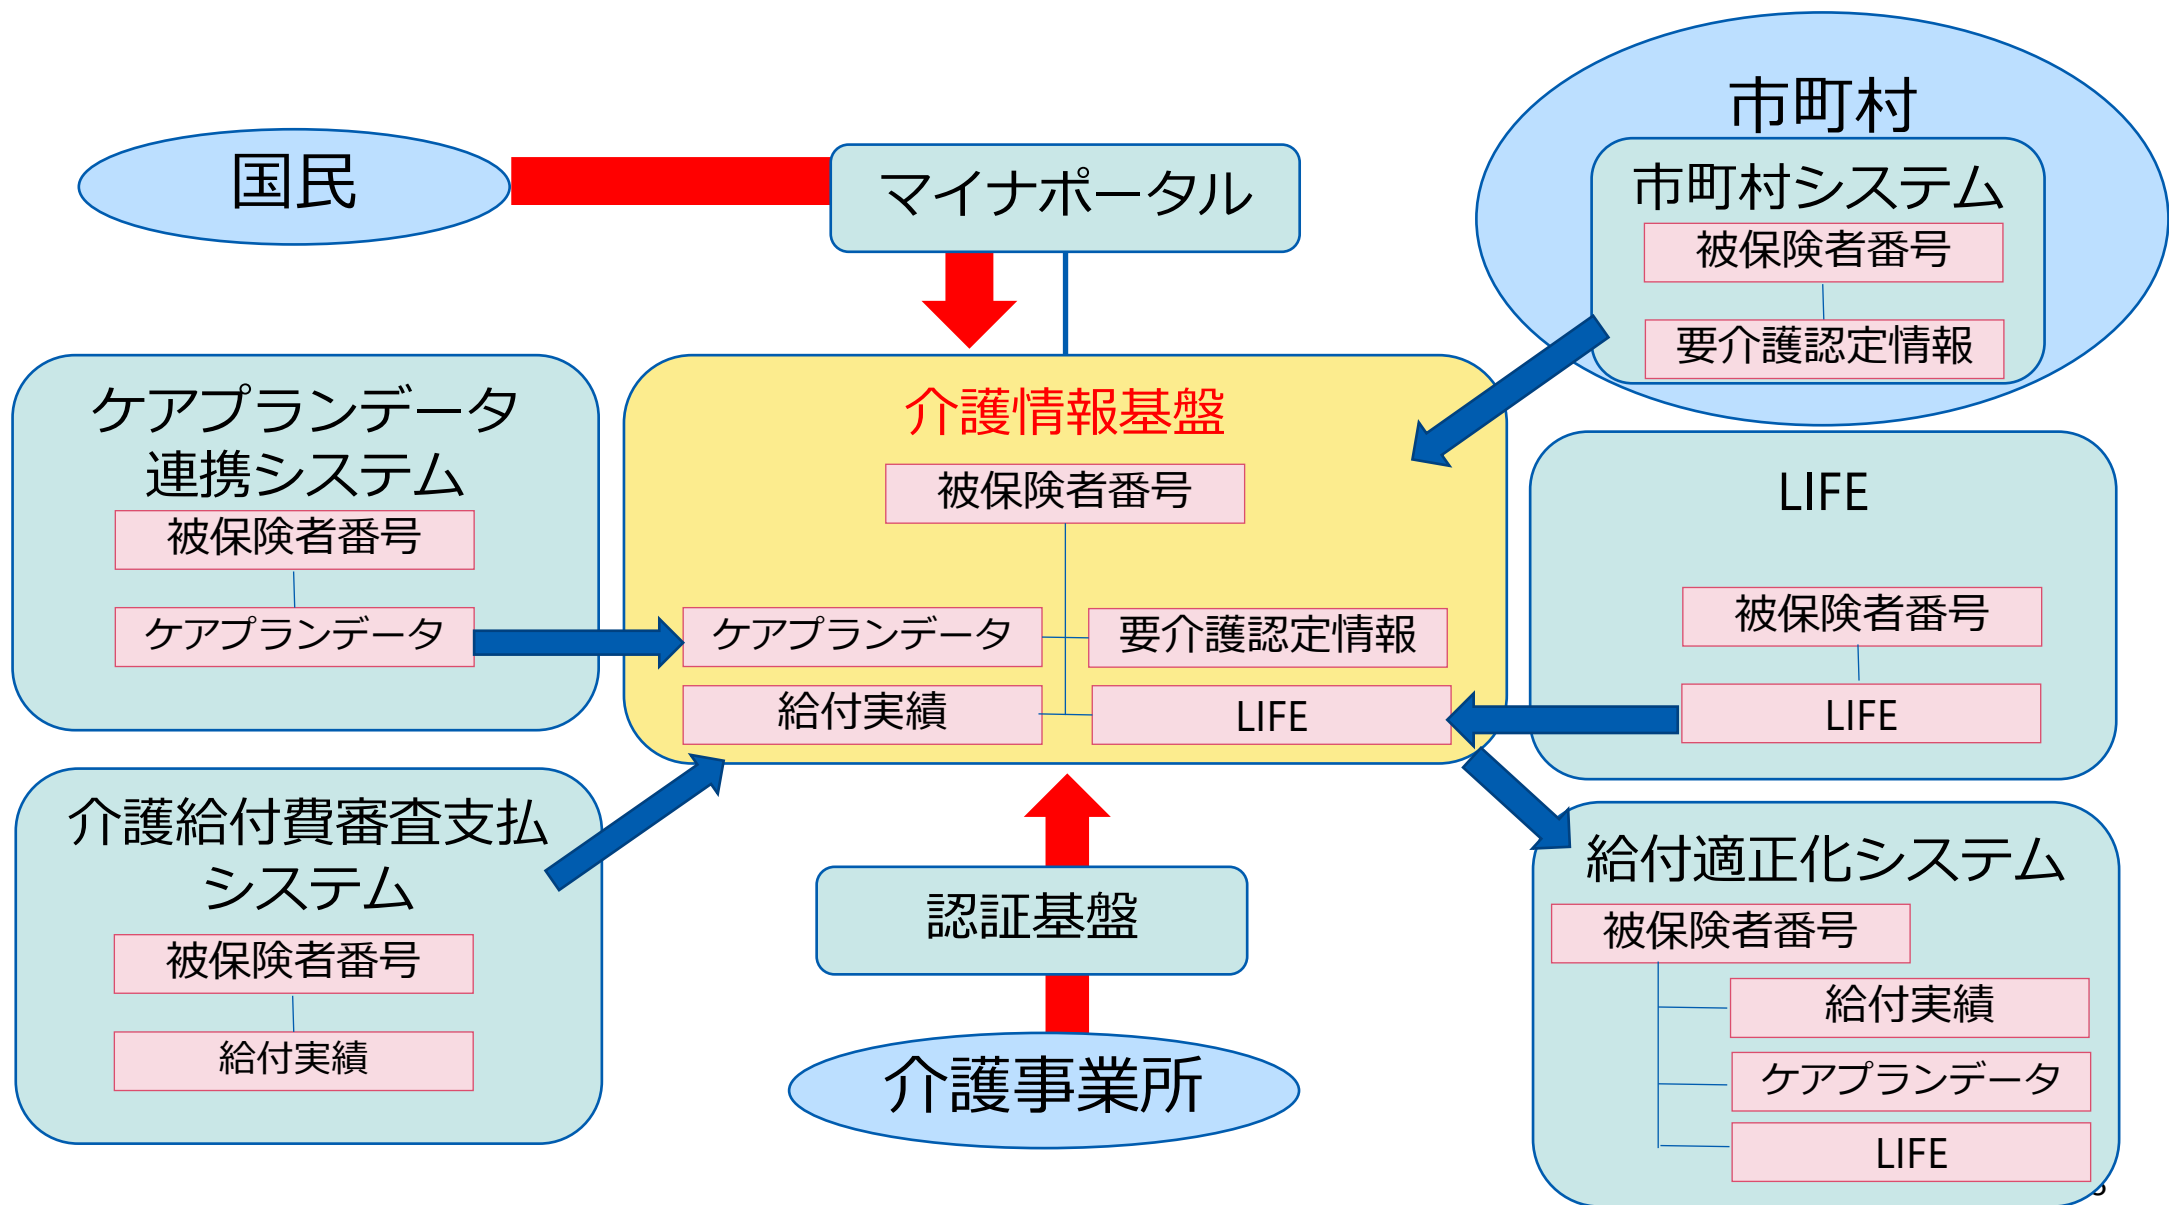 国民
マイナポータル
市町村
市町村システム
被保険者番号
要介護認定情報
ケアプランデータ
連携システム
被保険者番号
ケアプランデータ
介護情報基盤
被保険者番号
ケアプランデータ
要介護認定情報
給付実績
LIFE
LIFE
被保険者番号
LIFE
介護給付費審査支払
システム
被保険者番号
給付実績
認証基盤
介護事業所
給付適正化システム
被保険者番号
給付実績
ケアプランデータ
LIFE